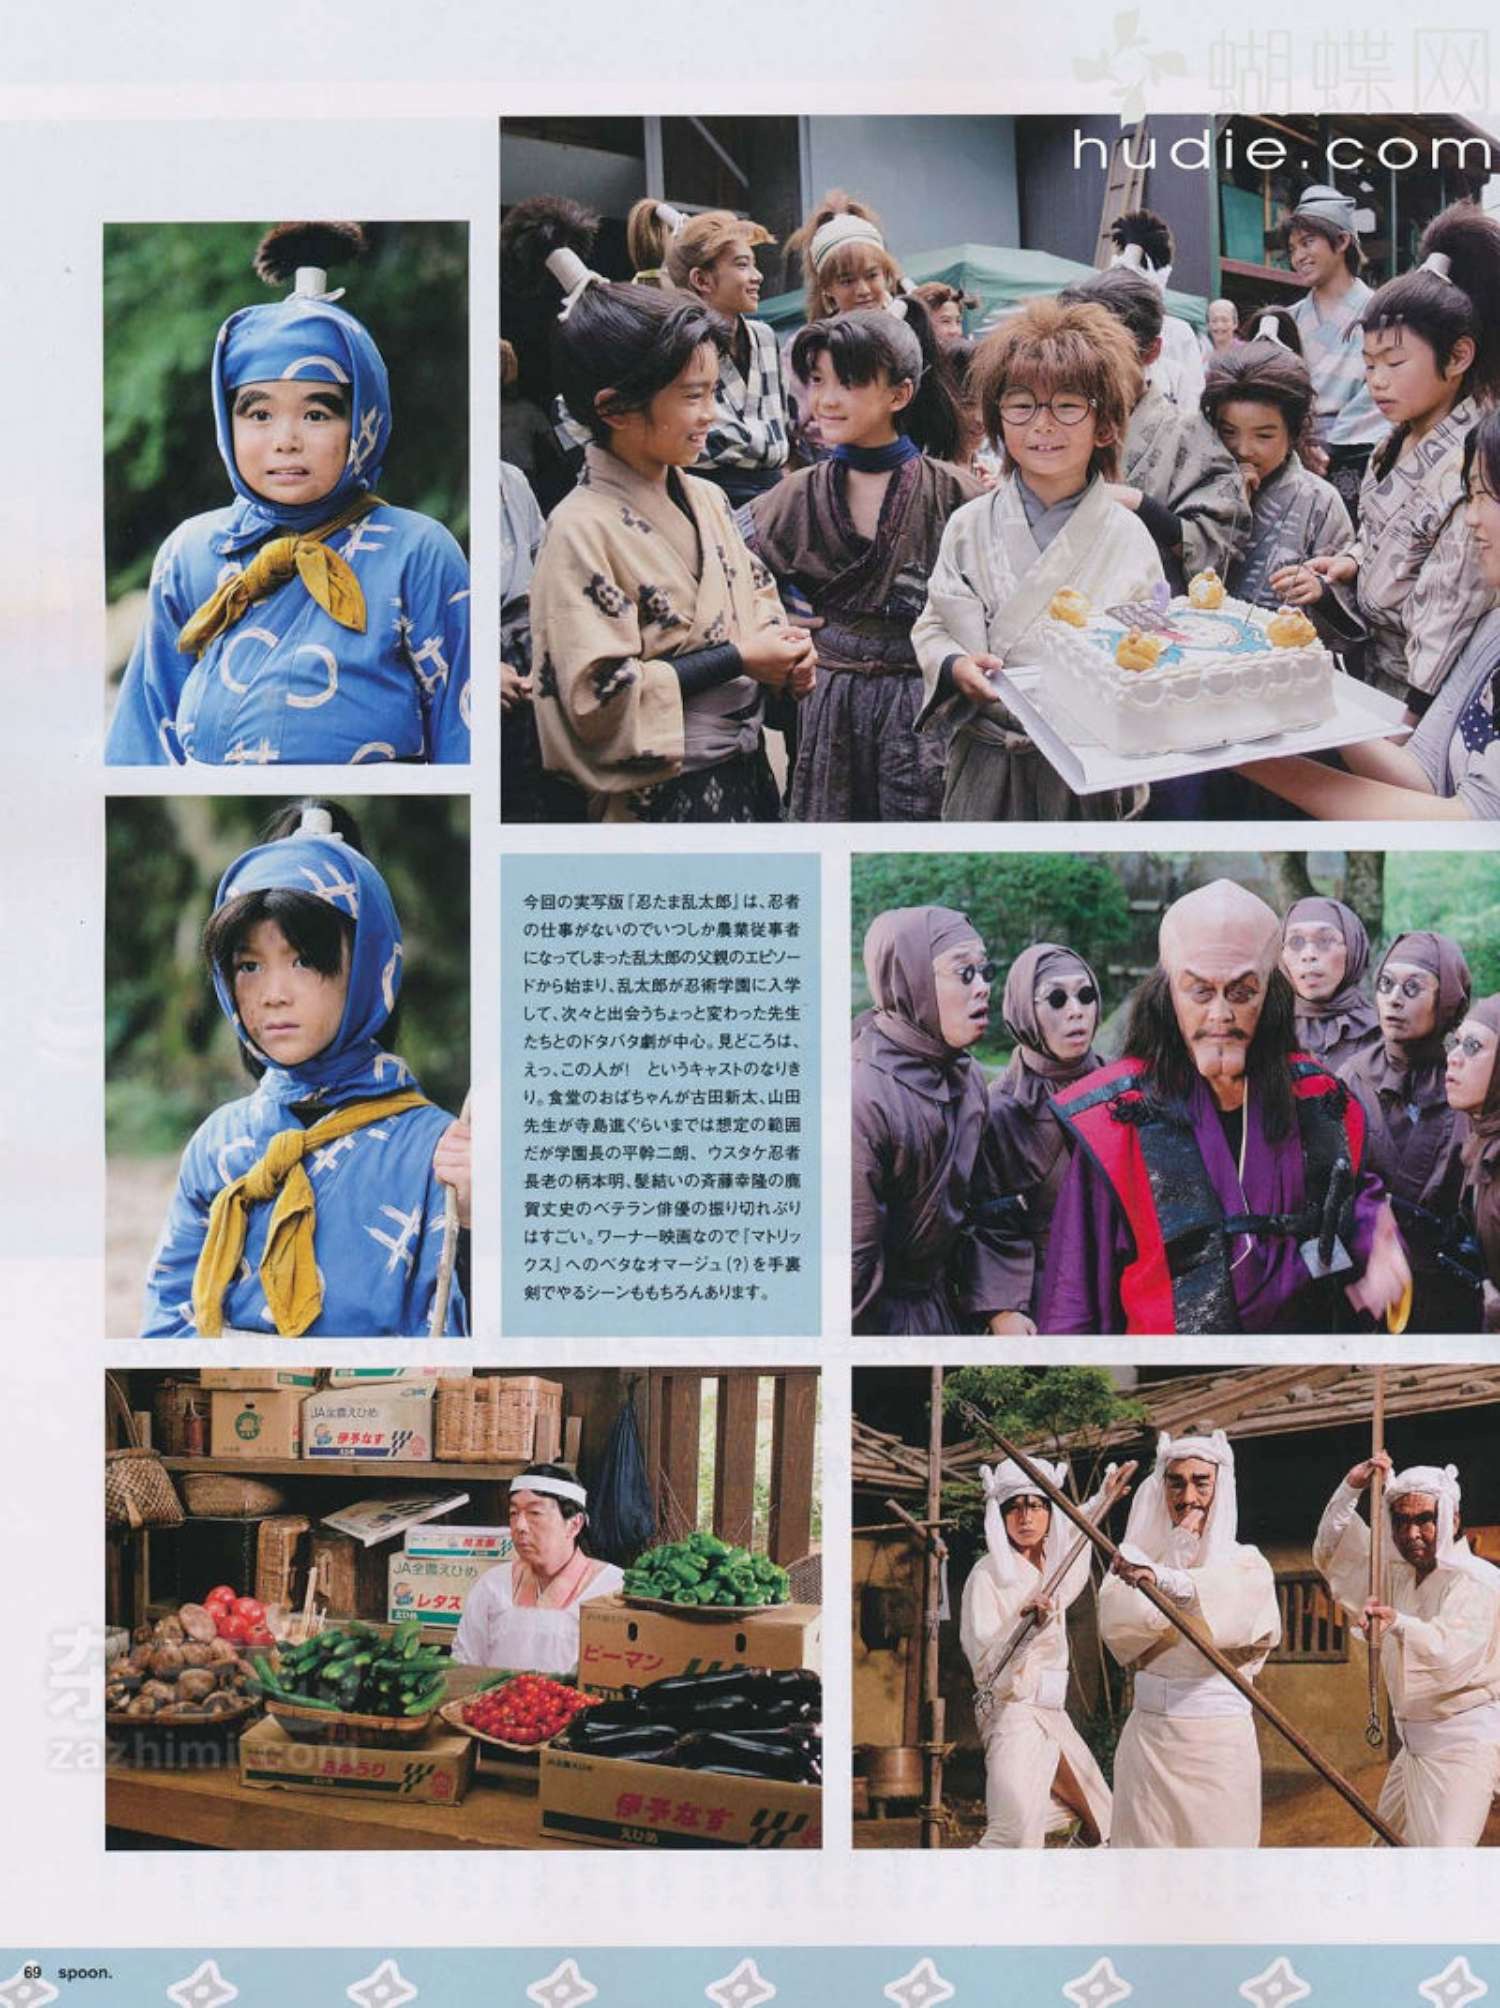 蝴蝶网
hudie.com
今回の実写版『忍たま乱太郎』は、忍者
の仕事がないのでいつしか農業従事者
になってしまった乱太郎の父親のエピソー
ドから始まり、乱太郎が忍術学園に入学
して、次々と出会うちょっと変わった先生
たちとのドタバタ劇が中心。見どころは、
えっ、この人が!　というキャストのなりき
り。食堂のおばちゃんが古田新太、山田
先生が寺島進ぐらいまでは想定の範囲
だが学園長の平幹二朗、ウスタケ忍者
長老の柄本明、髪結いの斉藤幸隆の鹿
賀丈史のベテラン俳優の振り切れぶり
はすごい。ワーナー映画なので『マトリッ
クス』へのベタなオマージュ(?)を手裏
剣でやるシーンももちろんあります。
JA全農えひめ
伊予なす
JA全農えひめ
レタス
えひめ
ピーマン
きゅうり
伊予なす
えひめ
zazhimi.com
69 spoon.